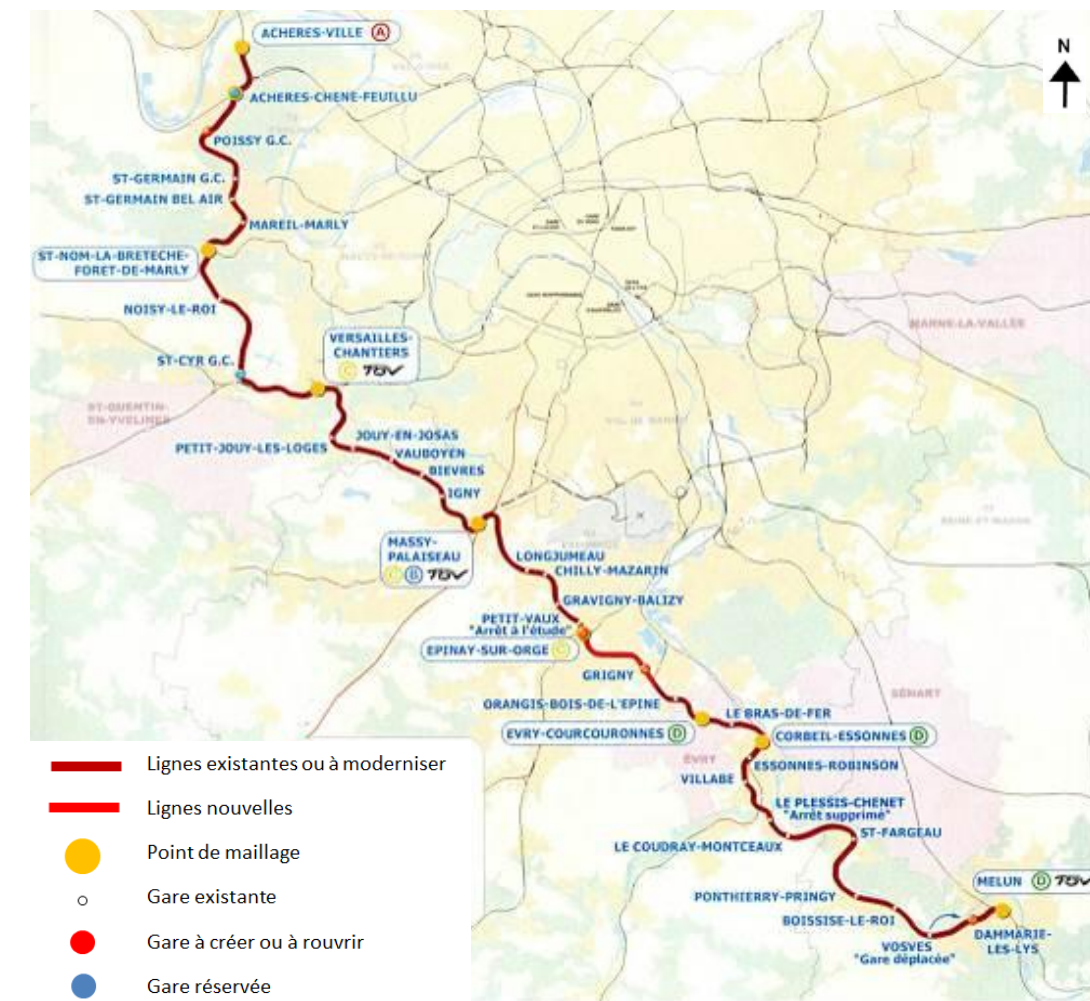 N
ACHERES-VILLE A
ACHERES-CHENE-FEUILLU
POISSY G.C.
ST-GERMAIN G.C.
ST-GERMAIN BEL AIR
MAREIL-MARLY
ST-NOM-LA-BRETECHE-
FORET-DE-MARLY
NOISY-LE-ROI
MARNE-LA-VALLÉE
VERSAILLES-
CHANTIERS
C TGV
ST-CYR G.C.
ST-QUENTIN-
EN-YVELINES
JOUY-EN-JOSAS
PETIT-JOUY-LES-LOGES
VAUBOYEN
BIEVRES
IGNY
MASSY-
PALAISEAU
C B TGV
LONGJUMEAU
CHILLY-MAZARIN
GRAVIGNY-BALIZY
PETIT-VAUX
"Arrêt à l'étude"
EPINAY-SUR-ORGE C
GRIGNY
SÉNART
ORANGIS-BOIS-DE-L'EPINE
LE BRAS-DE-FER
EVRY-COURCOURONNES D
CORBEIL-ESSONNES D
EVRY
ESSONNES-ROBINSON
VILLABE
LE PLESSIS-CHENET
"Arrêt supprimé"
ST-FARGEAU
LE COUDRAY-MONTCEAUX
MELUN D TGV
PONTHIERRY-PRINGY
BOISSISE-LE-ROI
DAMMARIE-
LES-LYS
VOSVES
"Gare déplacée"
Lignes existantes ou à moderniser
Lignes nouvelles
Point de maillage
Gare existante
Gare à créer ou à rouvrir
Gare réservée